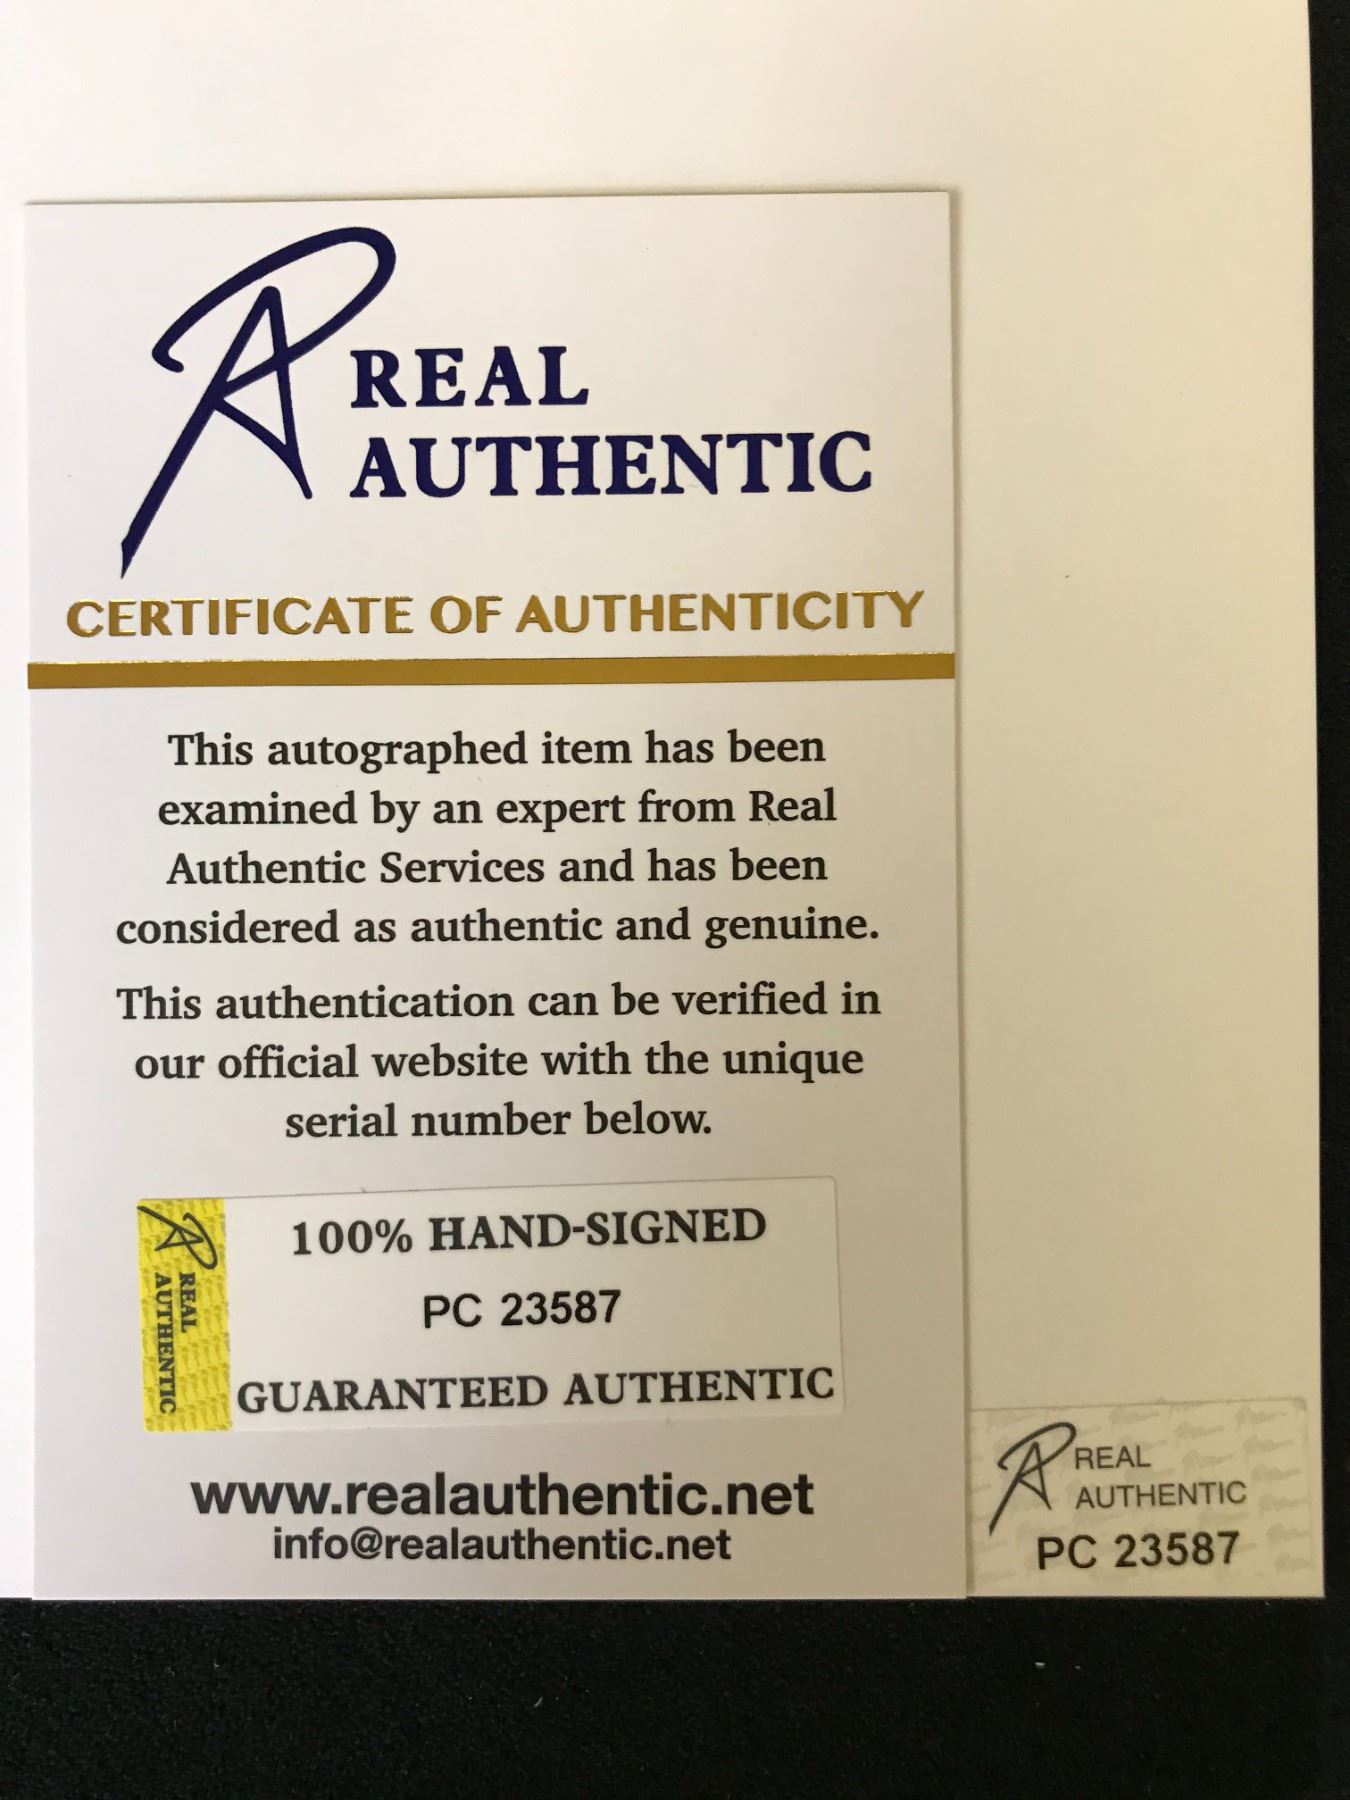 REAL
AUTHENTIC
CERTIFICATE OF AUTHENTICITY
This autographed item has been
examined by an expert from Real
Authentic Services and has been
considered as authentic and genuine.
This authentication can be verified in
our official website with the unique
serial number below.
REAL
AUTHENTIC
100% HAND-SIGNED
PC 23587
GUARANTEED AUTHENTIC
www.realauthentic.net
info@realauthentic.net
REAL
AUTHENTIC
PC 23587